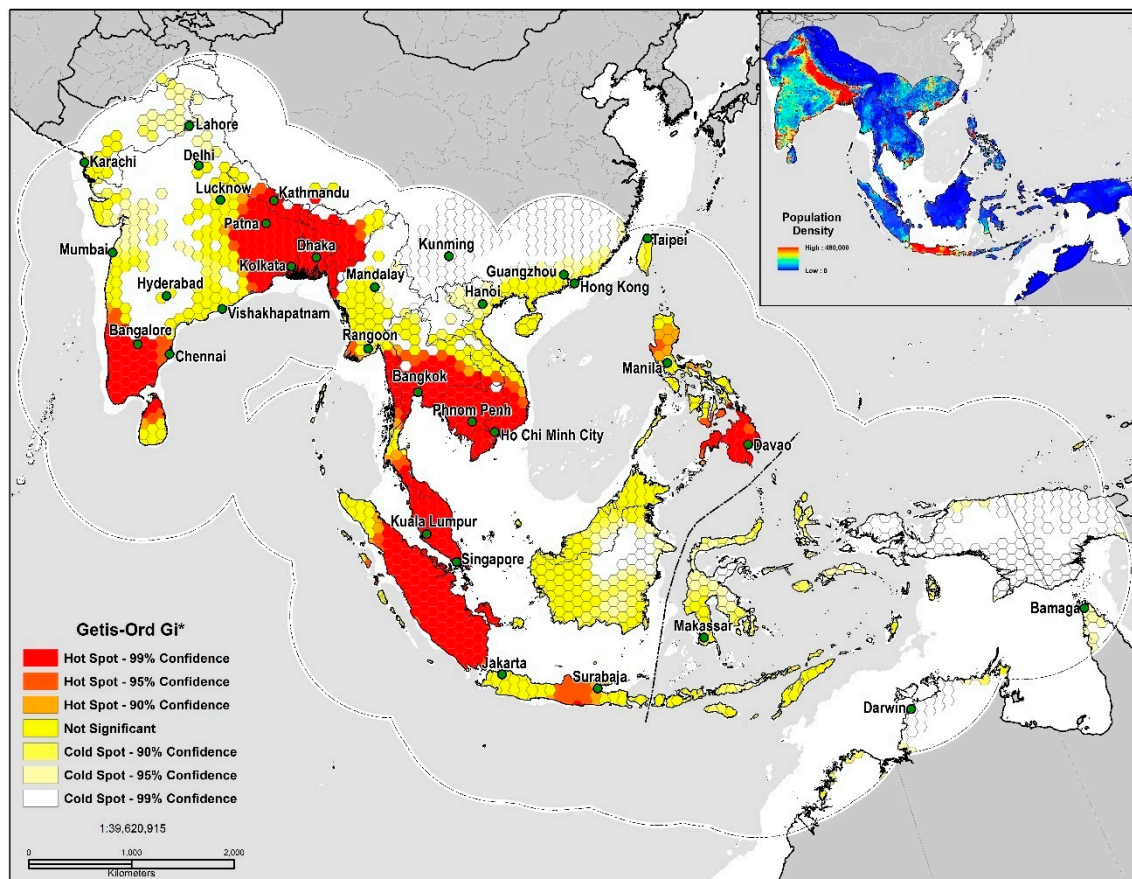 Population
Density
High : 460,000
Low : 0
Lahore
Karachi
Delhi
Lucknow
Kathmandu
Patna
Dhaka
Kunming
Taipei
Mumbai
Kolkata
Mandalay
Guangzhou
Hong Kong
Hyderabad
Hanoi
Vishakhapatnam
Bangalore
Rangoon
Chennai
Manila
Bangkok
Phnom Penh
Ho Chi Minh City
Davao
Kuala Lumpur
Singapore
Bamaga
Makassar
Jakarta
Surabaja
Darwin
Getis-Ord Gi*
Hot Spot - 99% Confidence
Hot Spot - 95% Confidence
Hot Spot - 90% Confidence
Not Significant
Cold Spot - 90% Confidence
Cold Spot - 95% Confidence
Cold Spot - 99% Confidence
1:39,620,915
0 1,000 2,000
Kilometers